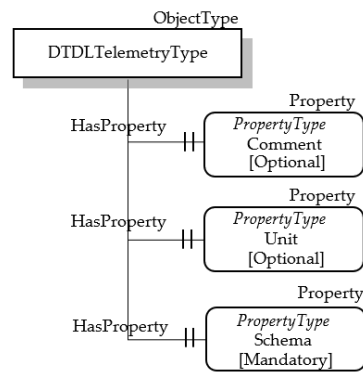 ObjectType
DTDLTelemetryType
Property
HasProperty
PropertyType
Comment
[Optional]
Property
HasProperty
PropertyType
Unit
[Optional]
Property
HasProperty
PropertyType
Schema
[Mandatory]